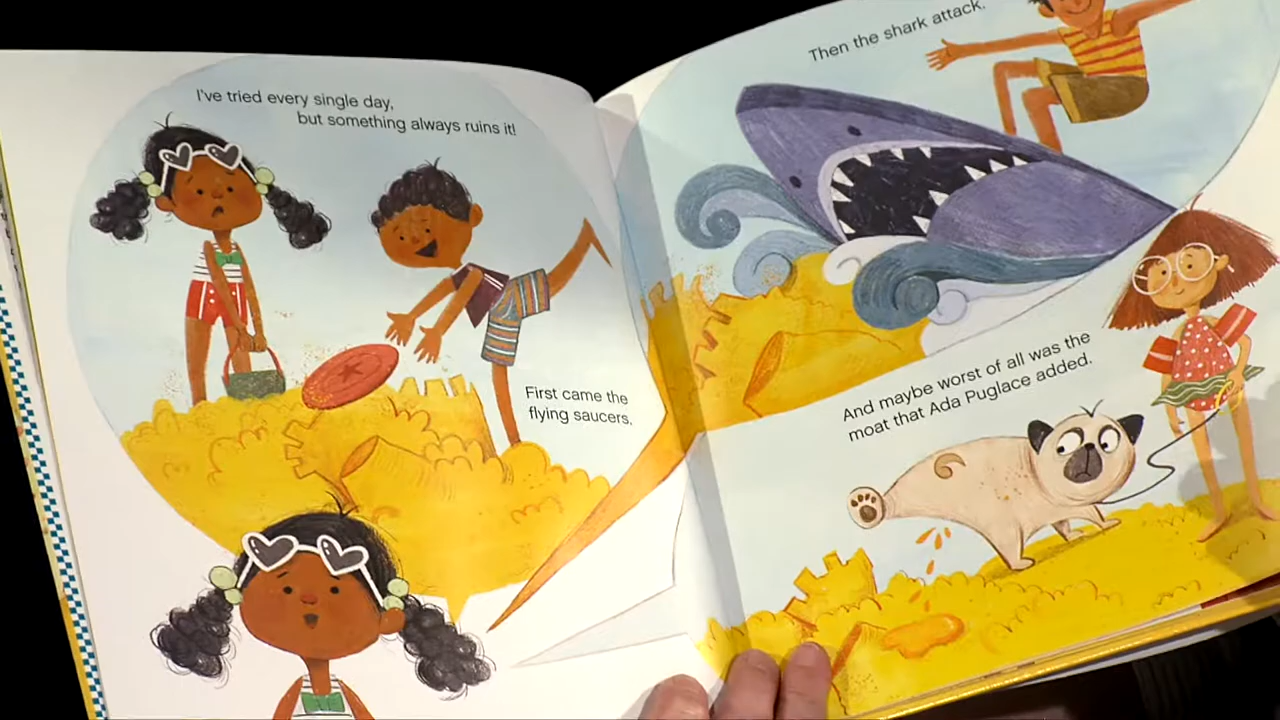 I've tried every single day,
but something always ruins it!
First came the
flying saucers.
Then the shark attack.
And maybe worst of all was the
moat that Ada Puglace added.